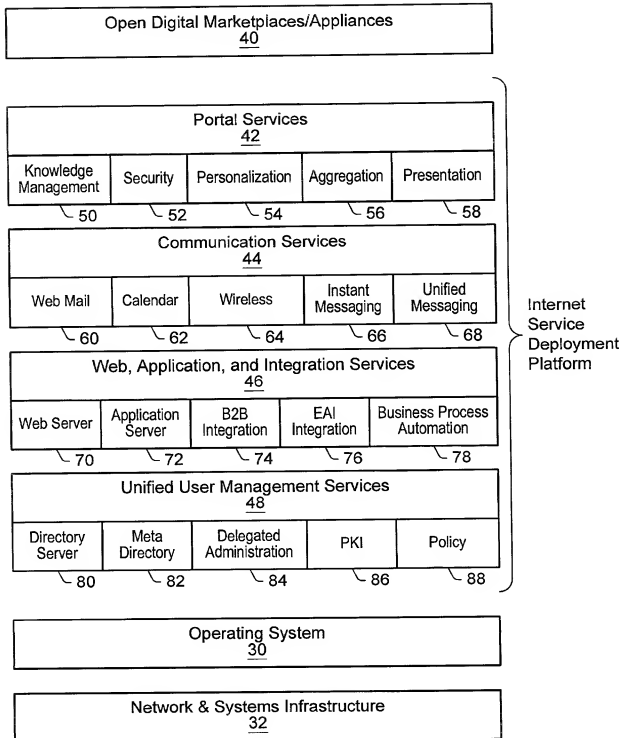 Open Digital Marketplaces/Appliances
40
Portal Services
42
Knowledge Management
Security
Personalization
Aggregation
Presentation
50
52
54
56
58
Communication Services
44
Web Mail
Calendar
Wireless
Instant Messaging
Unified Messaging
60
62
64
66
68
Internet
Service
Deployment
Platform
Web, Application, and Integration Services
46
Web Server
Application Server
B2B Integration
EAI Integration
Business Process Automation
70
72
74
76
78
Unified User Management Services
48
Directory Server
Meta Directory
Delegated Administration
PKI
Policy
80
82
84
86
88
Operating System
30
Network & Systems Infrastructure
32